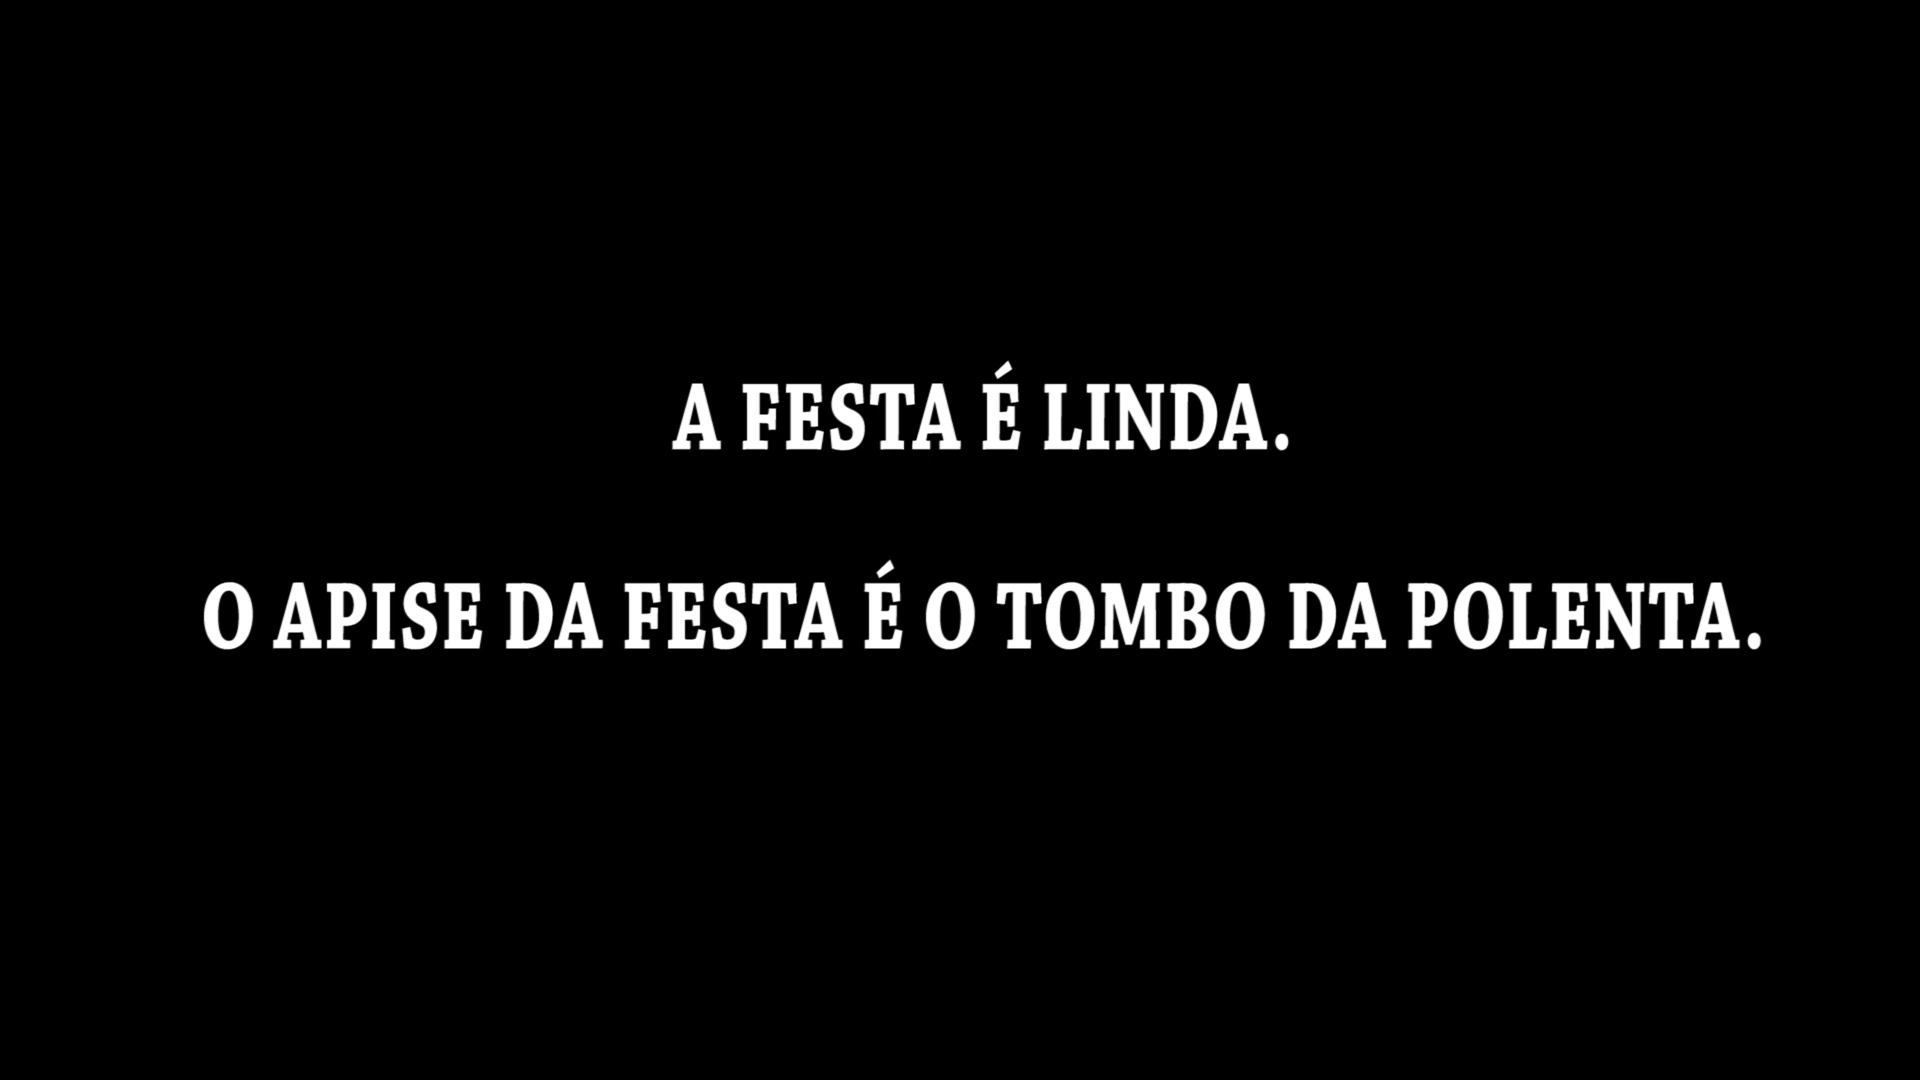 A FESTA É LINDA.
O APISE DA FESTA É O TOMBO DA POLENTA.